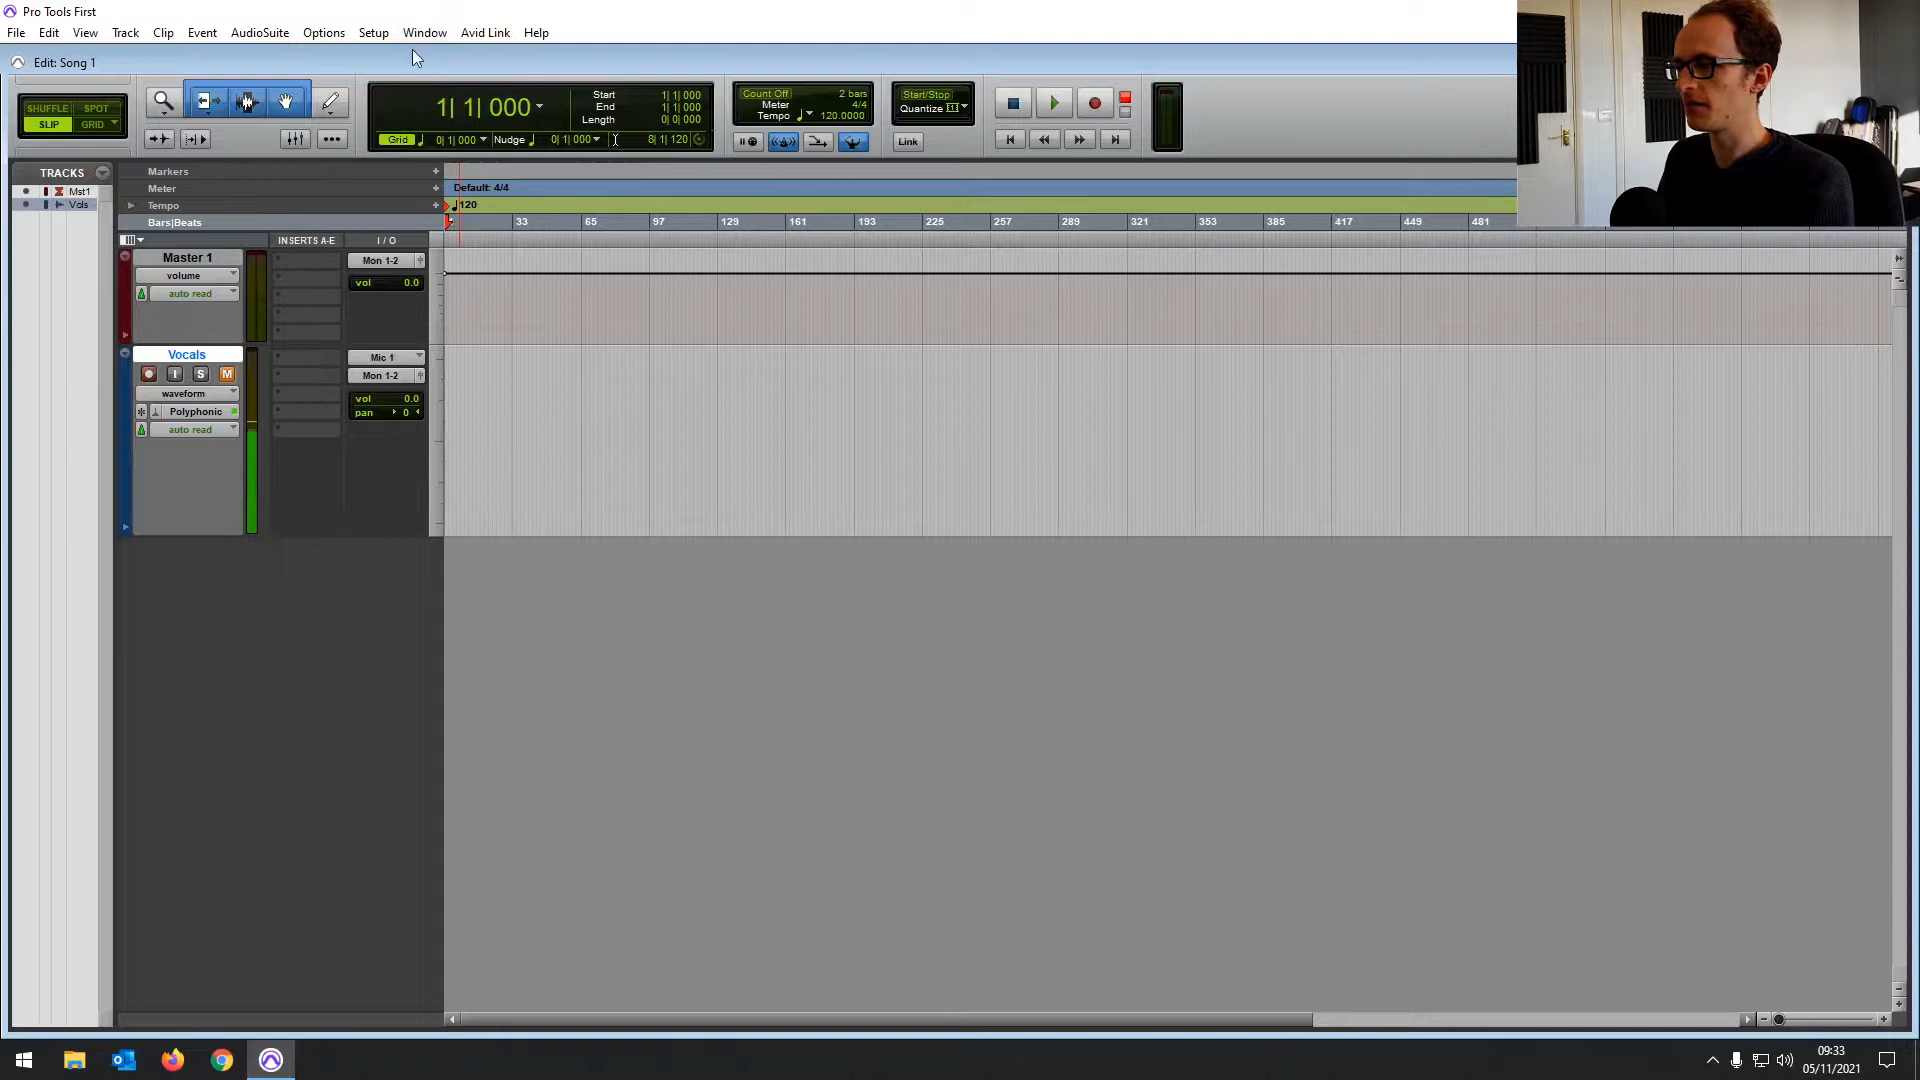 Pro Tools First
File Edit View Track Clip Event AudioSuite Options Setup Window Avid Link Help
Edit: Song 1
SHUFFLE SPOT
SLIP GRID
1| 1| 000
Start 1| 1| 000
End 1| 1| 000
Length 0| 0| 000
Grid 0| 1| 000 Nudge 0| 1| 000 8| 1| 120
Count Off 2 bars
Meter 4/4
Tempo 120.0000
Start/Stop
Quantize
Link
TRACKS
Mst1
Vols
Markers
Meter Default: 4/4
Tempo 120
Bars|Beats 33 65 97 129 161 193 225 257 289 321 353 385 417 449 481
INSERTS A-E I / O
Master 1
volume
auto read
Mon 1-2
vol 0.0
Vocals
I S M
waveform
Polyphonic
auto read
Mic 1
Mon 1-2
vol 0.0
pan 0
09:33
05/11/2021